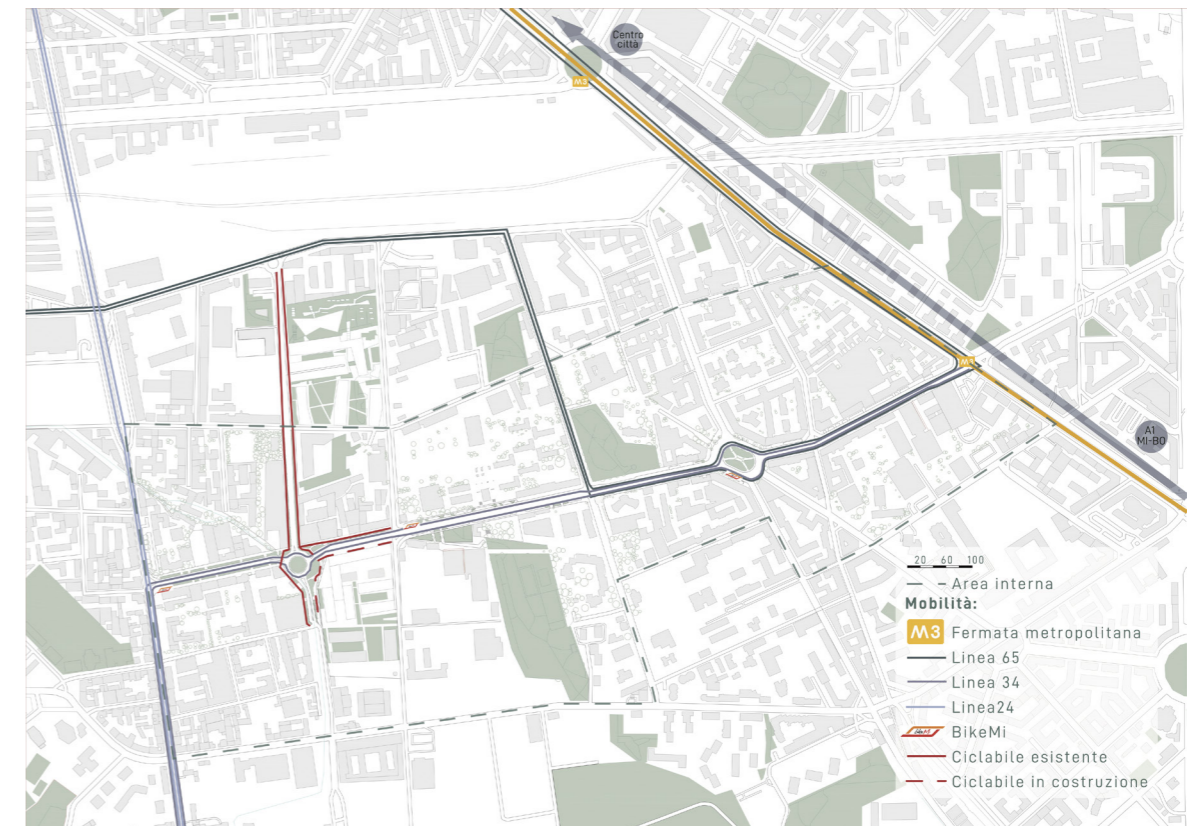 Centro
città
M3
M3
A1
MI-BO
20 60 100
Area interna
Mobilità:
M3 Fermata metropolitana
Linea 65
Linea 34
Linea24
BikeMi BikeMi
Ciclabile esistente
Ciclabile in costruzione